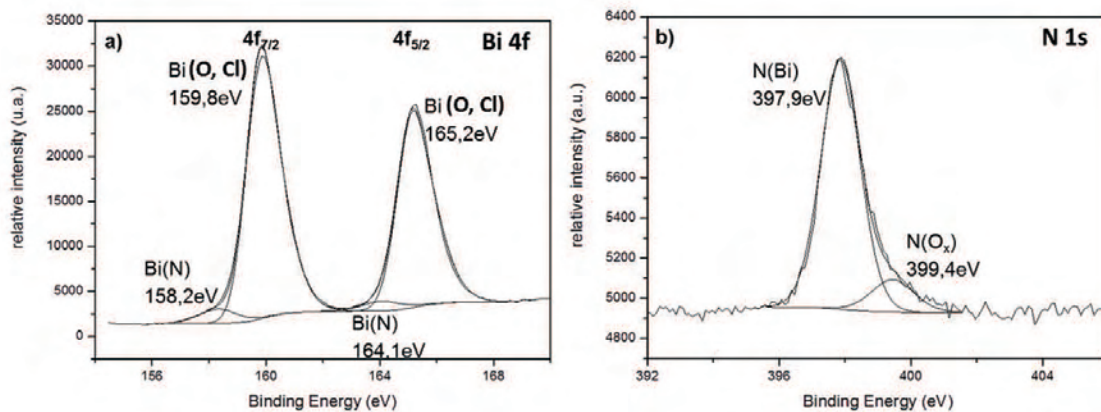 a)
4f7/2
4f5/2
Bi 4f
Bi (O, Cl)
159,8eV
Bi (O, Cl)
165,2eV
Bi(N)
158,2eV
Bi(N)
164,1eV
35000
30000
25000
20000
15000
10000
5000
0
relative intensity (u.a.)
156
160
164
168
Binding Energy (eV)
b)
N 1s
N(Bi)
397,9eV
N(Ox)
399,4eV
6400
6200
6000
5800
5600
5400
5200
5000
4800
relative intensity (a.u.)
392
396
400
404
Binding Energy (eV)